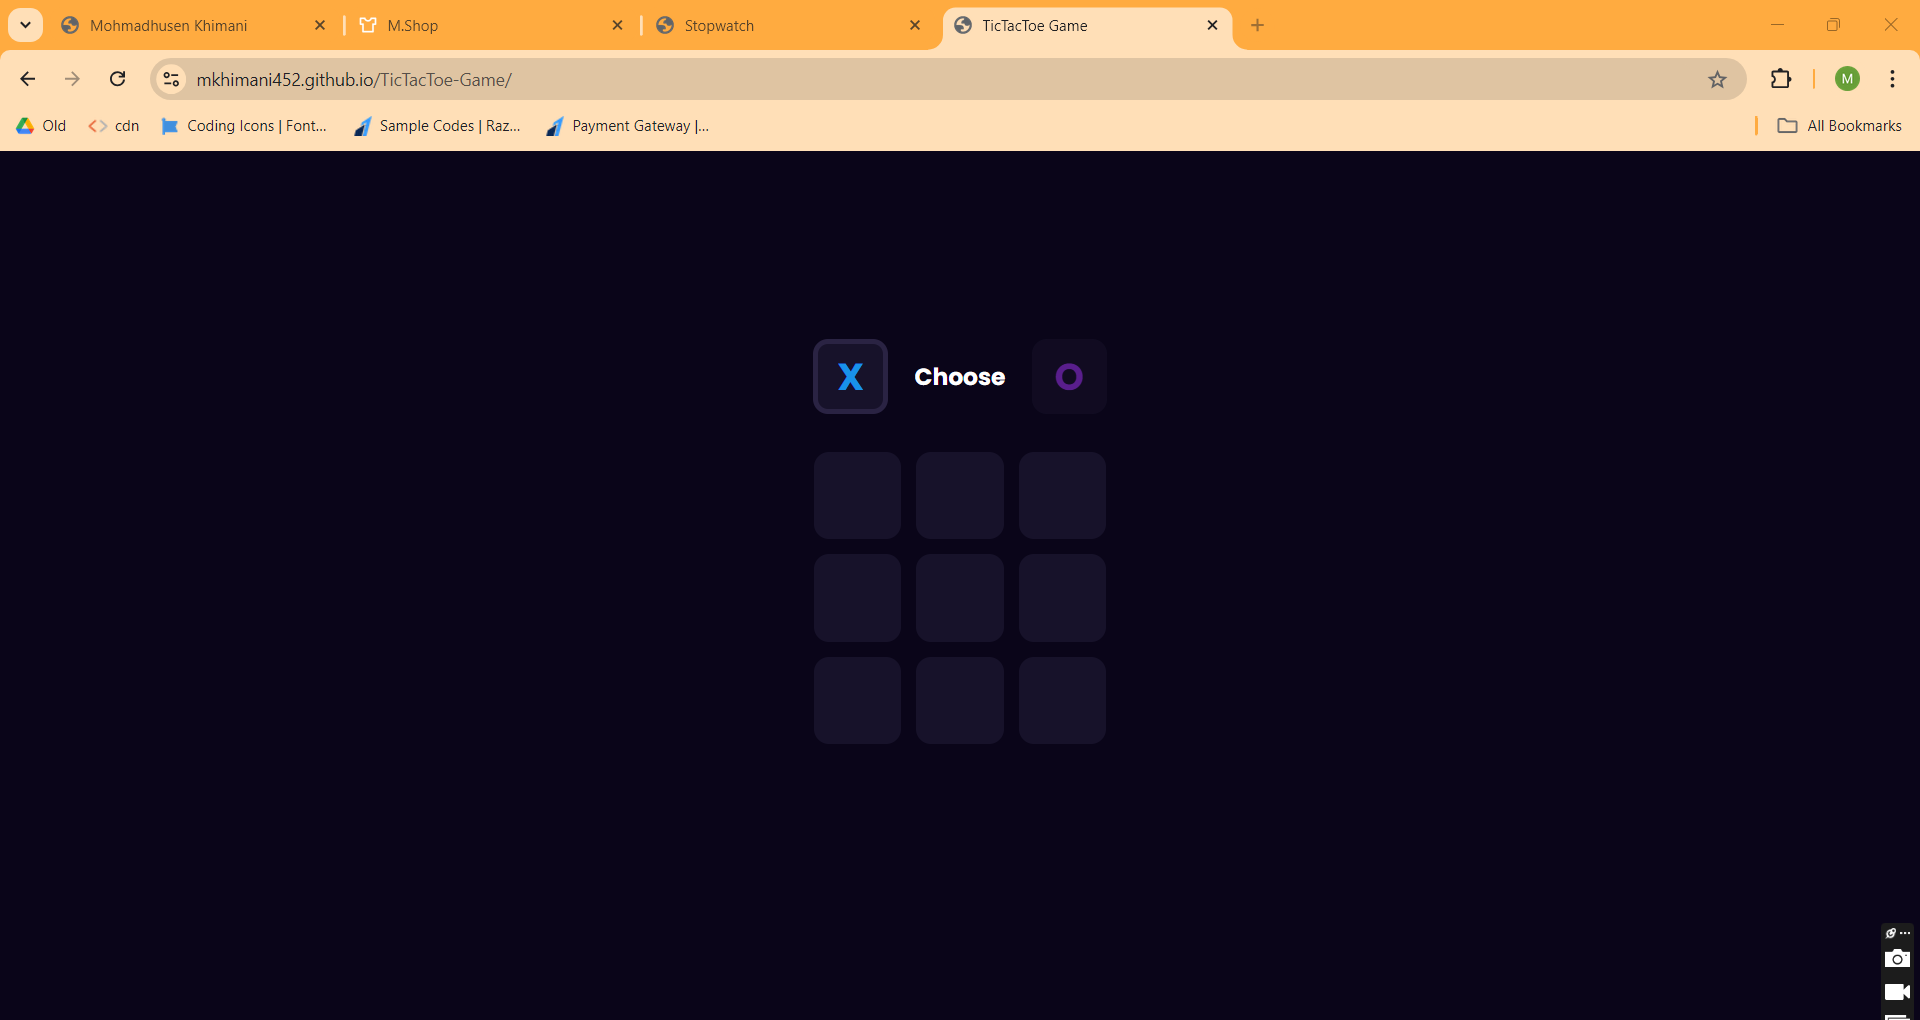 Mohmadhusen Khimani M.Shop Stopwatch TicTacToe Game
mkhimani452.github.io/TicTacToe-Game/ M
Old cdn Coding Icons | Font... Sample Codes | Raz... Payment Gateway |... All Bookmarks
X Choose O